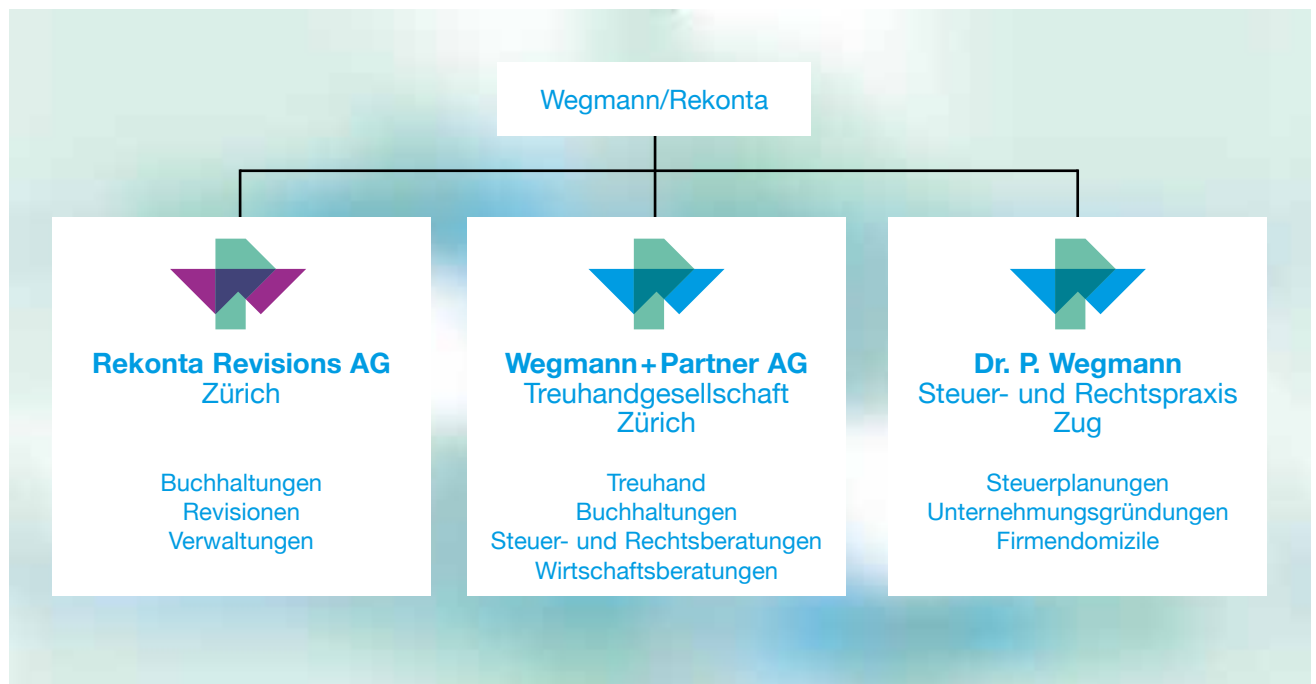 Wegmann/Rekonta
Rekonta Revisions AG
Zürich
Buchhaltungen
Revisionen
Verwaltungen
Wegmann+Partner AG
Treuhandgesellschaft
Zürich
Treuhand
Buchhaltungen
Steuer- und Rechtsberatungen
Wirtschaftsberatungen
Dr. P. Wegmann
Steuer- und Rechtspraxis
Zug
Steuerplanungen
Unternehmungsgründungen
Firmendomizile